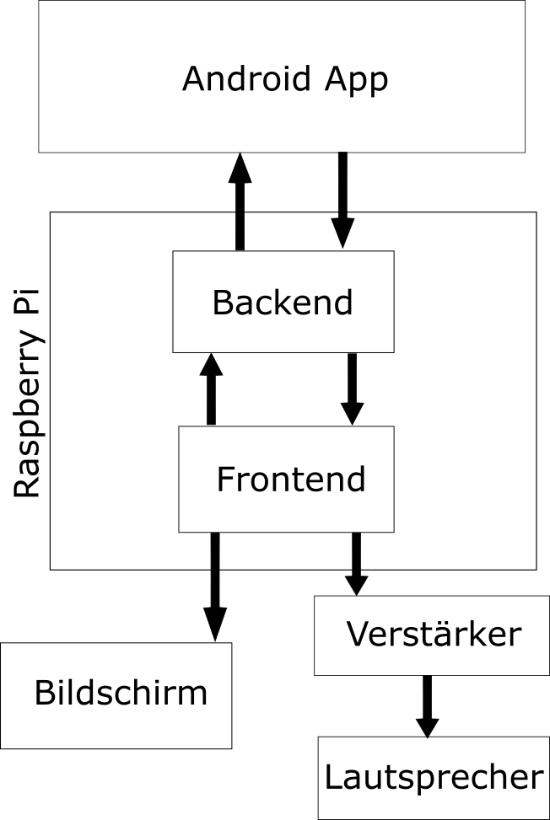 Android App
Raspberry Pi
Backend
Frontend
Verstärker
Bildschirm
Lautsprecher